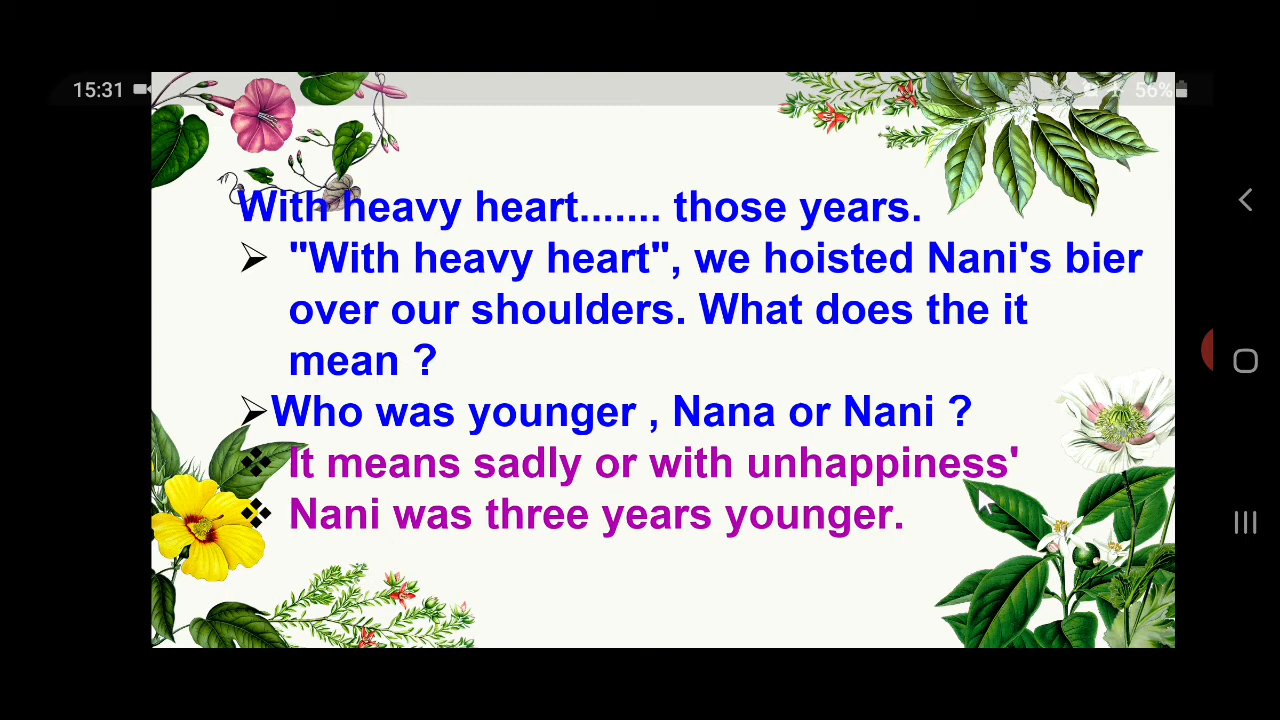 15:31
56%
With heavy heart....... those years.
"With heavy heart", we hoisted Nani's bier
over our shoulders. What does the it
mean ?
Who was younger , Nana or Nani ?
It means sadly or with unhappiness'
Nani was three years younger.